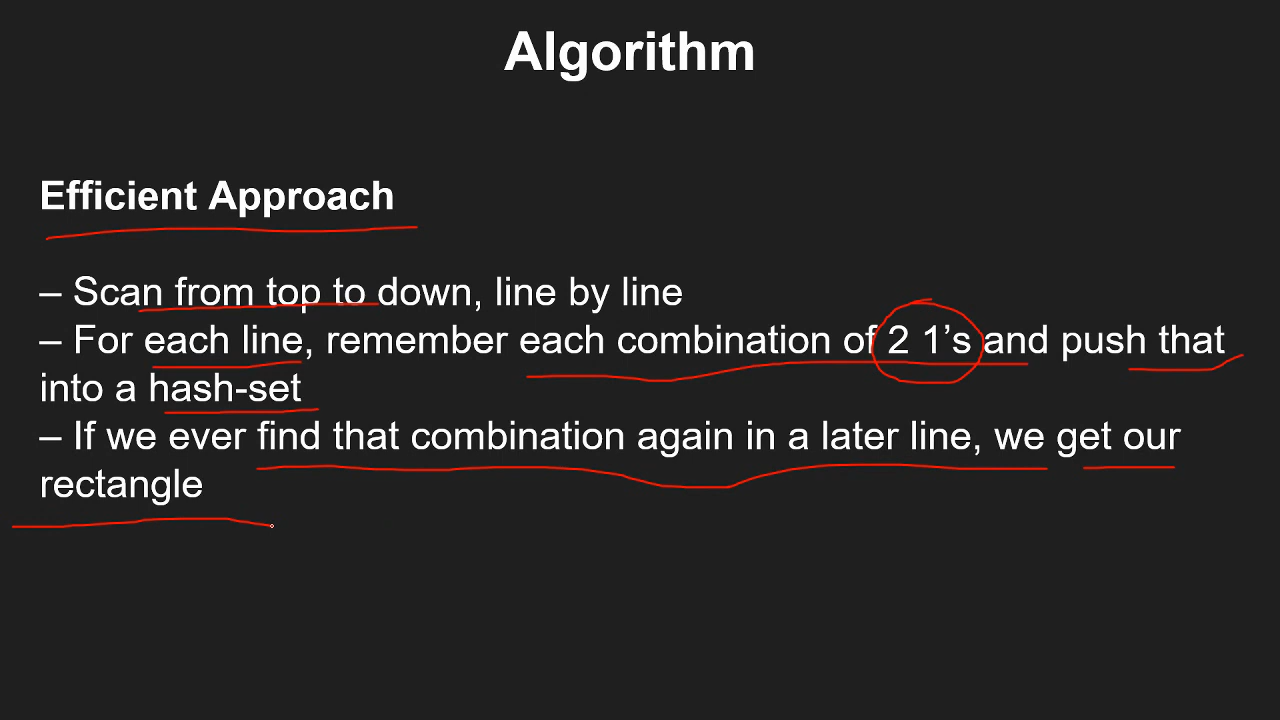 Algorithm
Efficient Approach
– Scan from top to down, line by line
– For each line, remember each combination of 2 1’s and push that
into a hash-set
– If we ever find that combination again in a later line, we get our
rectangle